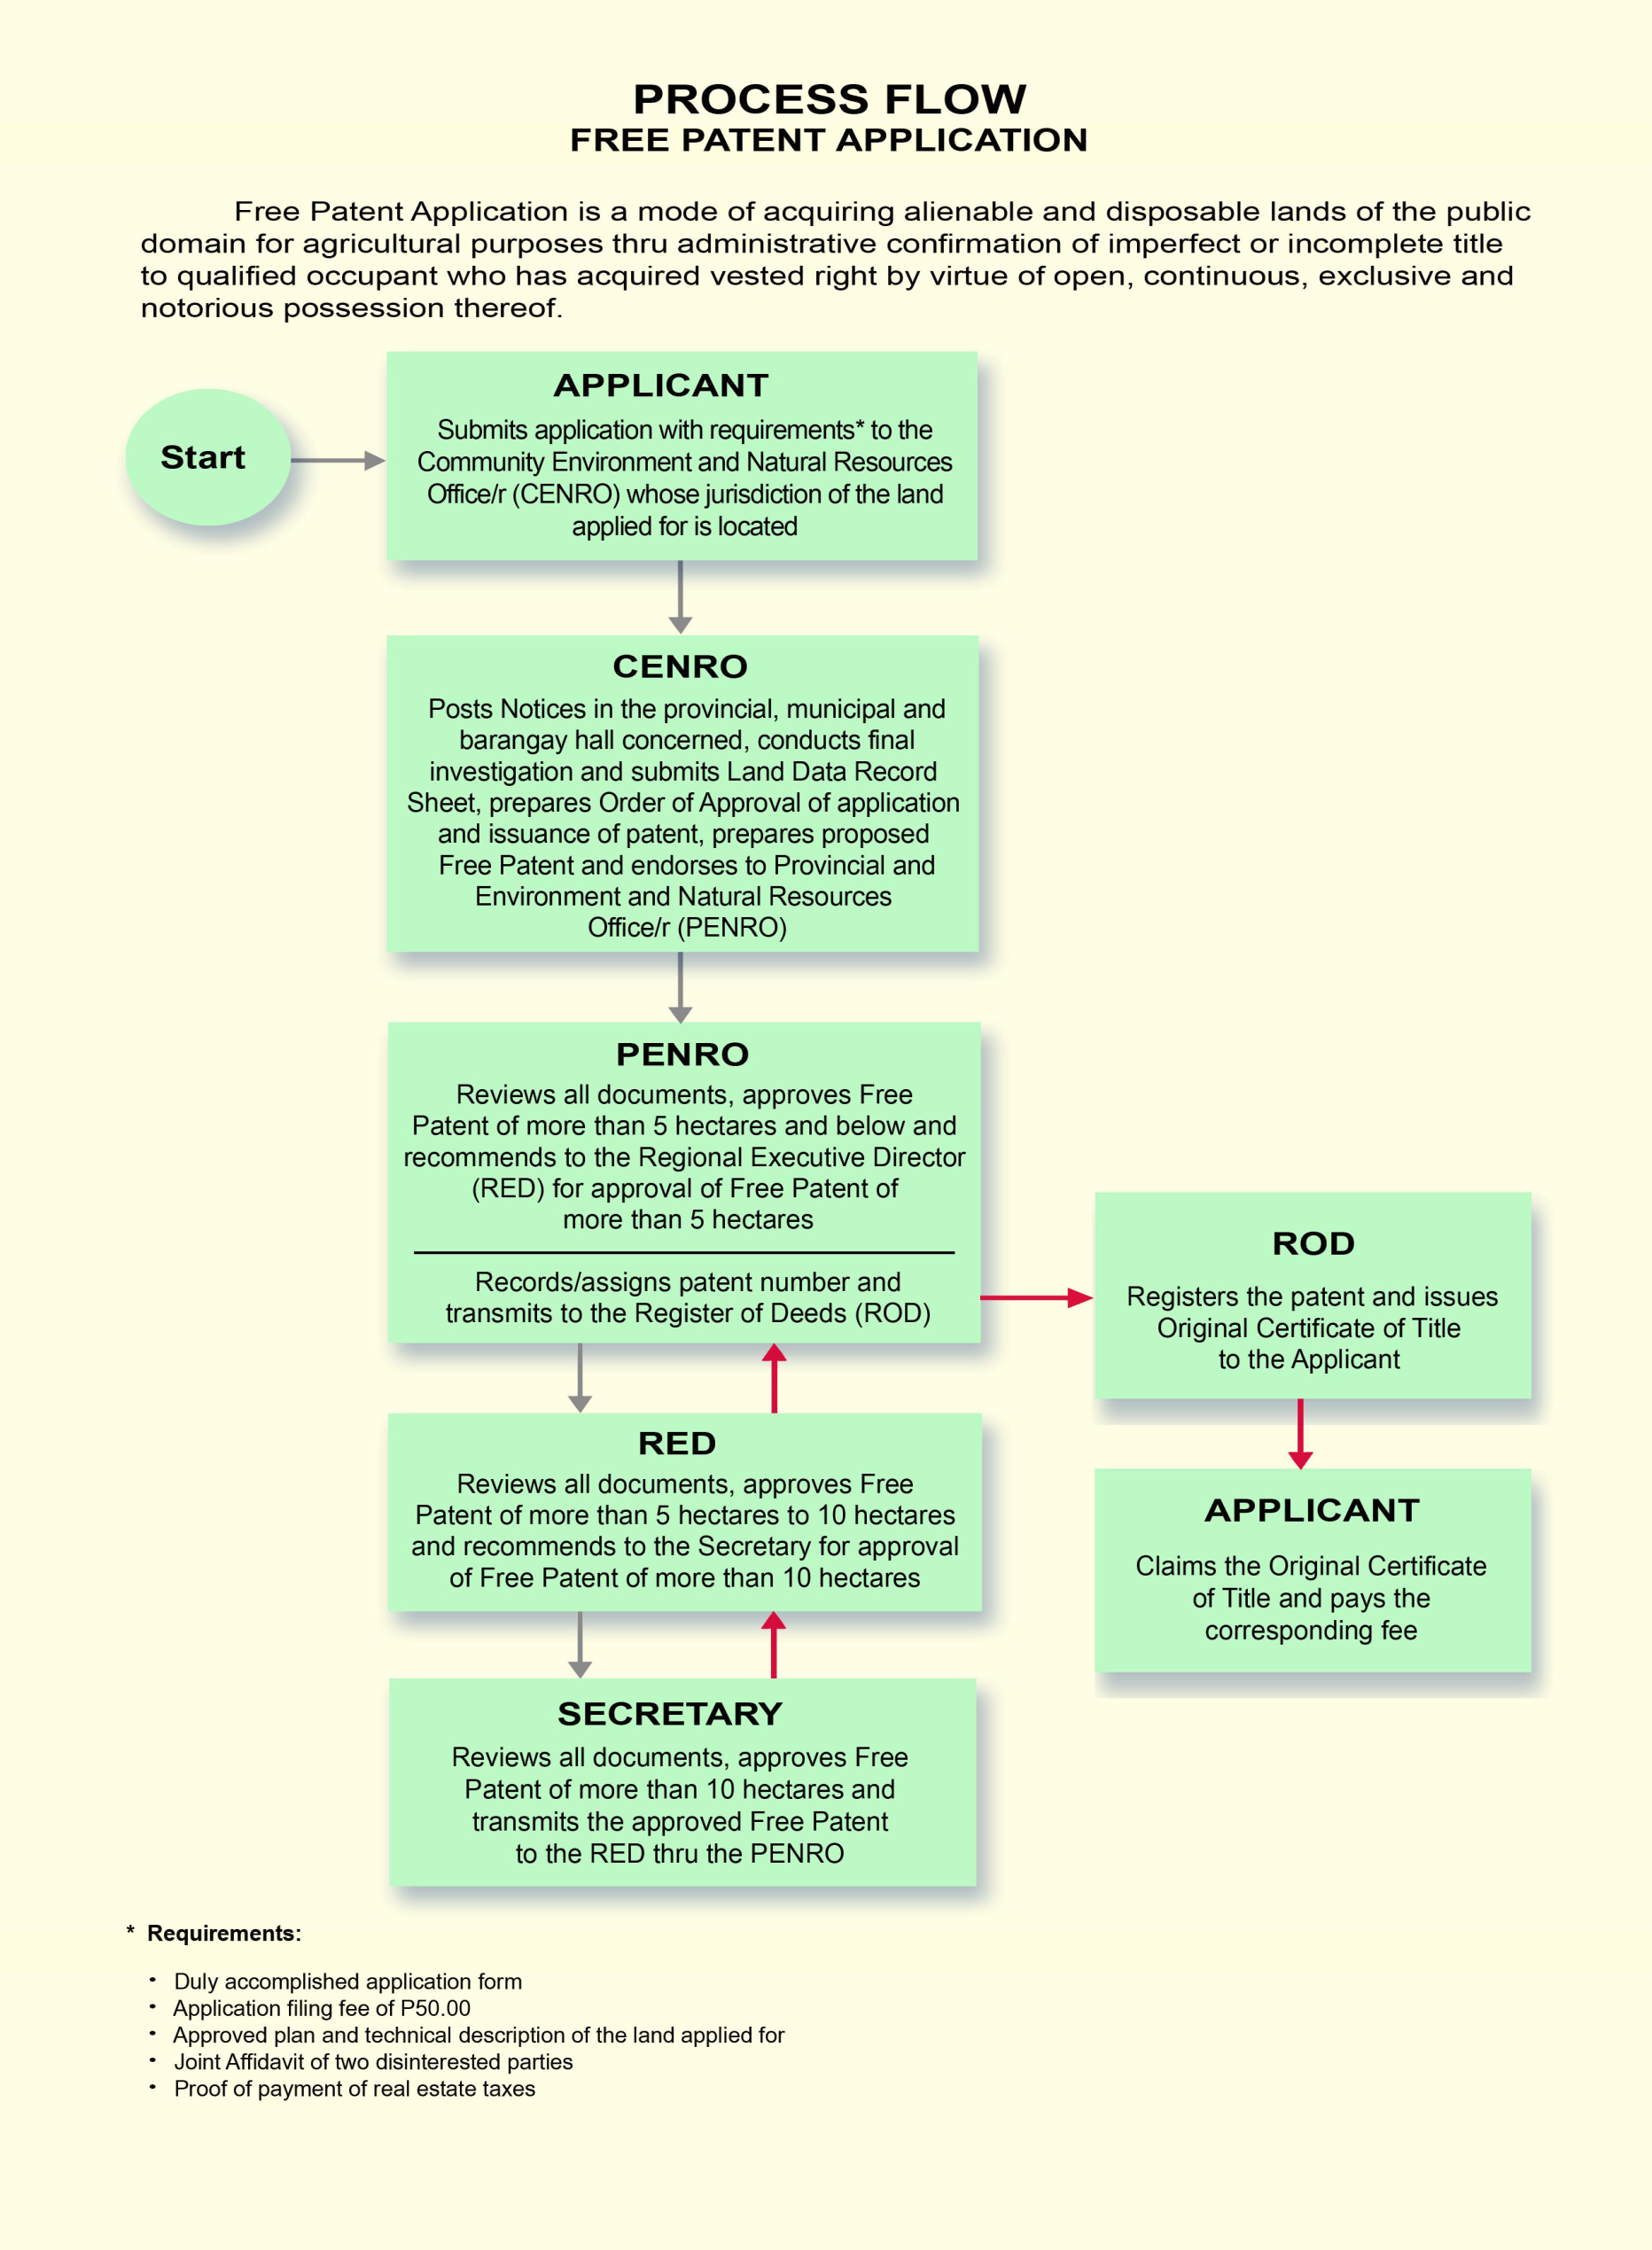 PROCESS FLOW
FREE PATENT APPLICATION
Free Patent Application is a mode of acquiring alienable and disposable lands of the public
domain for agricultural purposes thru administrative confirmation of imperfect or incomplete title
to qualified occupant who has acquired vested right by virtue of open, continuous, exclusive and
notorious possession thereof.
Start
APPLICANT
Submits application with requirements* to the
Community Environment and Natural Resources
Office/r (CENRO) whose jurisdiction of the land
applied for is located
CENRO
Posts Notices in the provincial, municipal and
barangay hall concerned, conducts final
investigation and submits Land Data Record
Sheet, prepares Order of Approval of application
and issuance of patent, prepares proposed
Free Patent and endorses to Provincial and
Environment and Natural Resources
Office/r (PENRO)
PENRO
Reviews all documents, approves Free
Patent of more than 5 hectares and below and
recommends to the Regional Executive Director
(RED) for approval of Free Patent of
more than 5 hectares
Records/assigns patent number and
transmits to the Register of Deeds (ROD)
RED
Reviews all documents, approves Free
Patent of more than 5 hectares to 10 hectares
and recommends to the Secretary for approval
of Free Patent of more than 10 hectares
SECRETARY
Reviews all documents, approves Free
Patent of more than 10 hectares and
transmits the approved Free Patent
to the RED thru the PENRO
ROD
Registers the patent and issues
Original Certificate of Title
to the Applicant
APPLICANT
Claims the Original Certificate
of Title and pays the
corresponding fee
* Requirements:
• Duly accomplished application form
• Application filing fee of P50.00
• Approved plan and technical description of the land applied for
• Joint Affidavit of two disinterested parties
• Proof of payment of real estate taxes